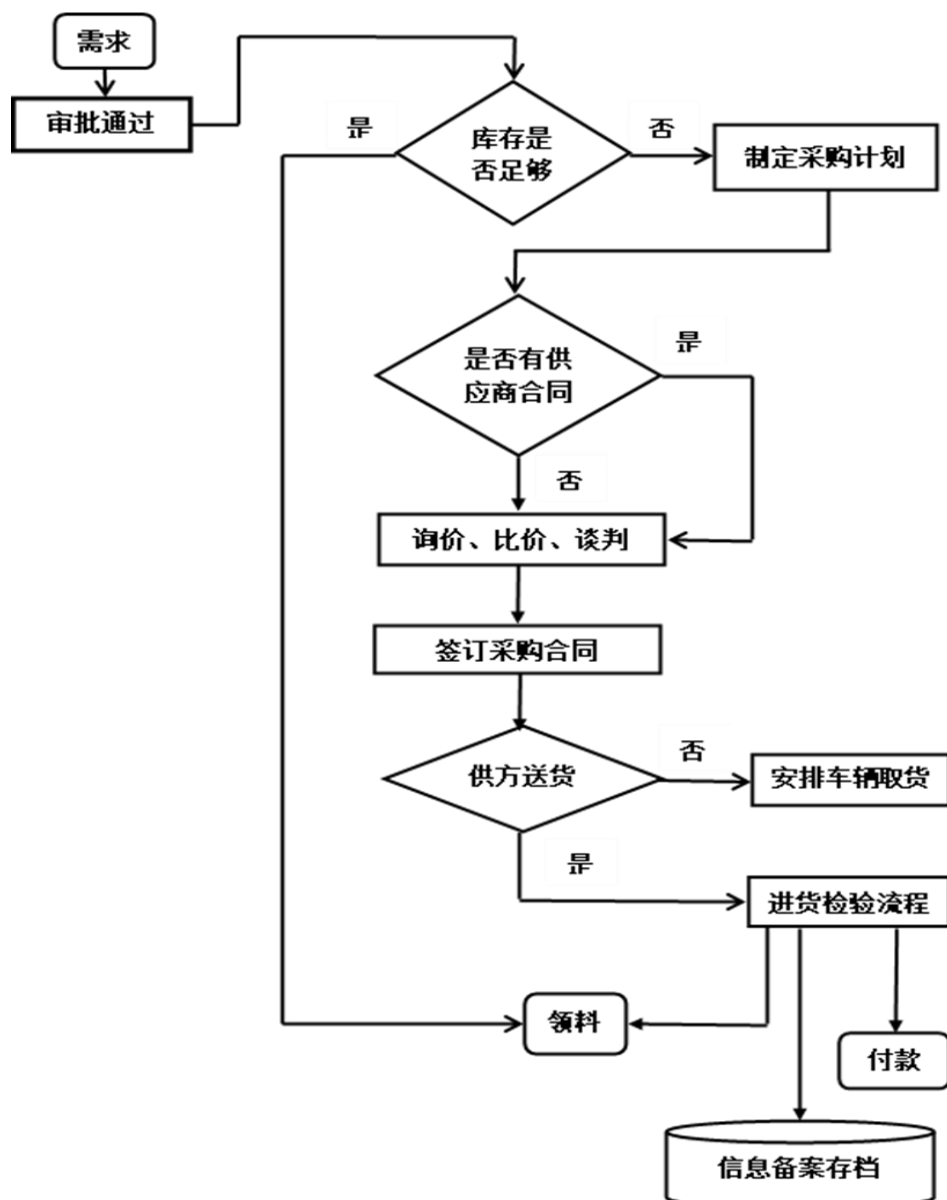 需求
审批通过
是
库存是
否足够
否
制定采购计划
是否有供
应商合同
是
否
询价、比价、谈判
签订采购合同
供方送货
否
安排车辆取货
是
进货检验流程
领料
付款
信息备案存档